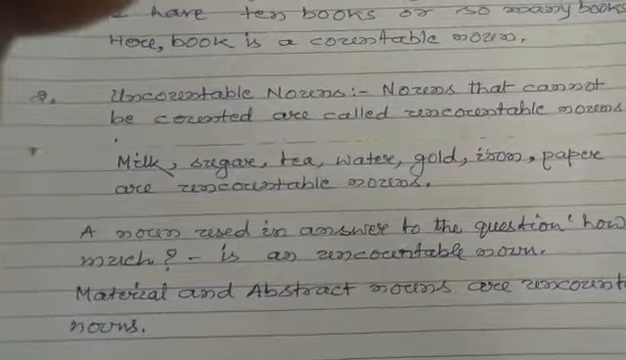 I have ten books or so many books
Here, book is a countable noun.
2. Uncountable Nouns:- Nouns that cannot
be counted are called uncountable nouns
Milk, sugar, tea, water, gold, iron, paper
are uncountable nouns.
A noun used in answer to the question 'how
much? - is an uncountable noun.
Material and Abstract nouns are uncount
nouns.